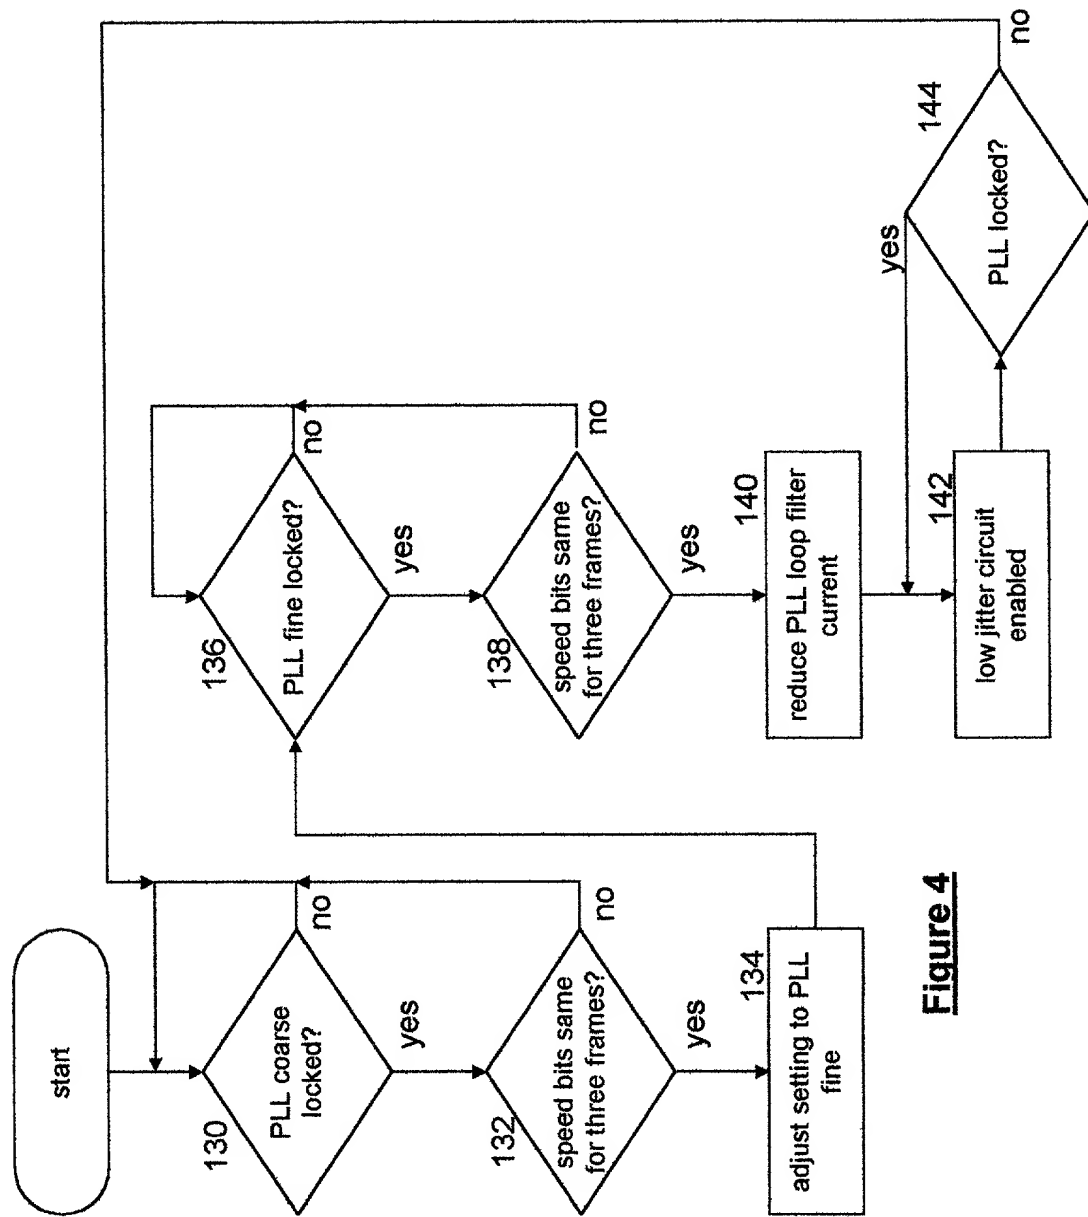 start
130
PLL coarse
locked?
no
yes
132
speed bits same
for three frames?
no
yes
134
adjust setting to PLL
fine
136
PLL fine locked?
no
yes
138
speed bits same
for three frames?
no
yes
140
reduce PLL loop filter
current
142
low jitter circuit
enabled
yes
144
PLL locked?
no
Figure 4